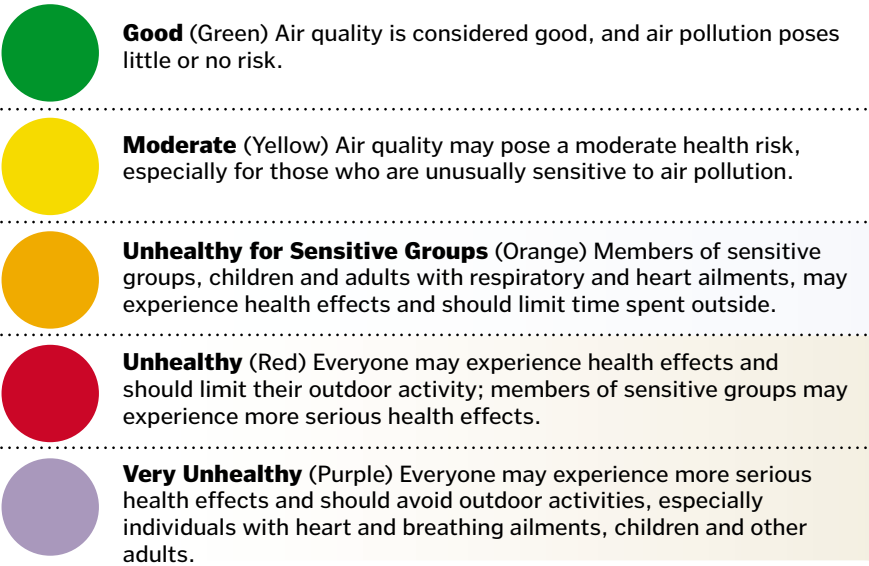 Good (Green) Air quality is considered good, and air pollution poses
little or no risk.
Moderate (Yellow) Air quality may pose a moderate health risk,
especially for those who are unusually sensitive to air pollution.
Unhealthy for Sensitive Groups (Orange) Members of sensitive
groups, children and adults with respiratory and heart ailments, may
experience health effects and should limit time spent outside.
Unhealthy (Red) Everyone may experience health effects and
should limit their outdoor activity; members of sensitive groups may
experience more serious health effects.
Very Unhealthy (Purple) Everyone may experience more serious
health effects and should avoid outdoor activities, especially
individuals with heart and breathing ailments, children and other
adults.